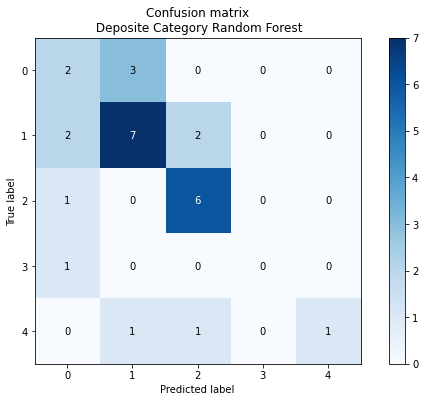 Confusion matrix
Deposite Category Random Forest
True label
0 2 3 0 0 0
1 2 7 2 0 0
2 1 0 6 0 0
3 1 0 0 0 0
4 0 1 1 0 1
0 1 2 3 4
Predicted label
7
6
5
4
3
2
1
0